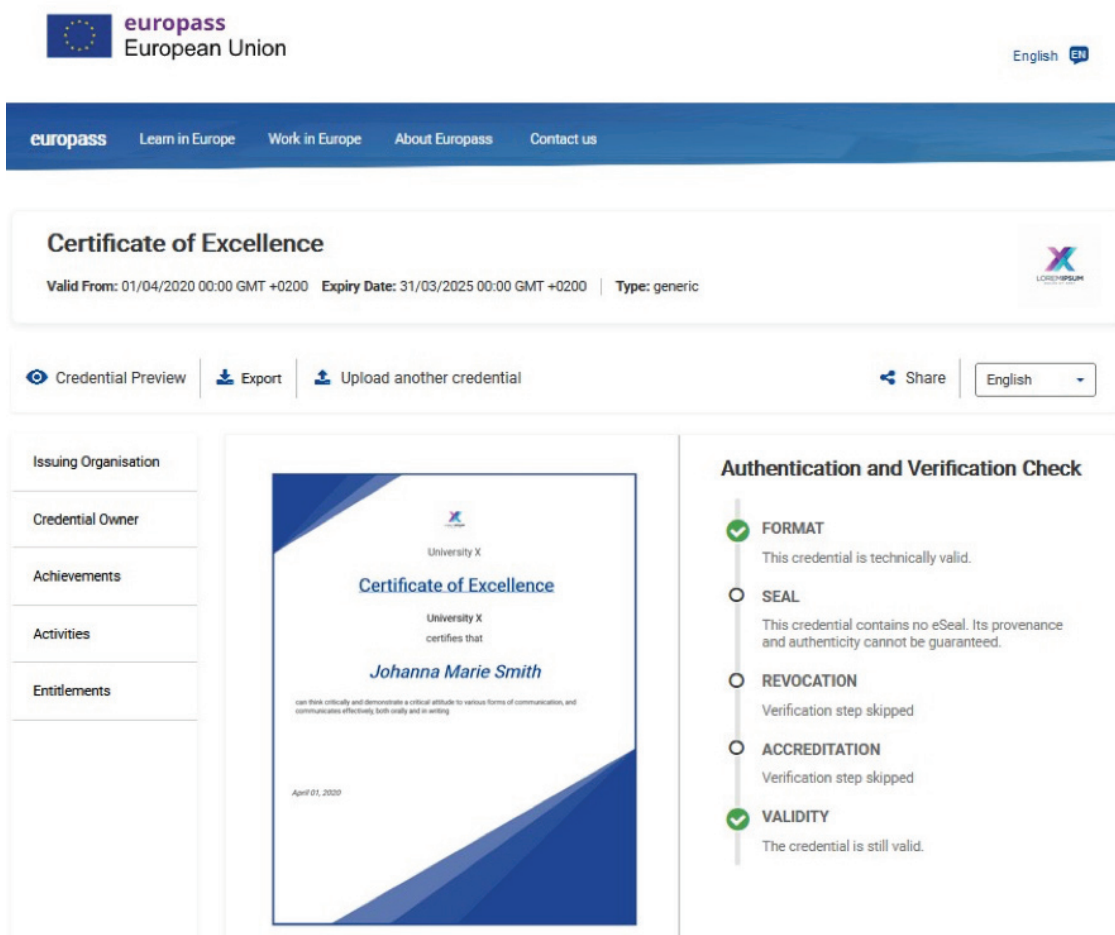 europass
European Union
English EN
europass Learn in Europe Work in Europe About Europass Contact us
Certificate of Excellence
Valid From: 01/04/2020 00:00 GMT +0200 Expiry Date: 31/03/2025 00:00 GMT +0200 | Type: generic
LOREMIPSUM
Credential Preview Export Upload another credential Share English
Issuing Organisation
Credential Owner
Achievements
Activities
Entitlements
University X
Certificate of Excellence
University X
certifies that
Johanna Marie Smith
can think critically and demonstrate a critical attitude to various forms of communication, and
communicates effectively, both orally and in writing
April 01, 2020
Authentication and Verification Check
FORMAT
This credential is technically valid.
SEAL
This credential contains no eSeal. Its provenance
and authenticity cannot be guaranteed.
REVOCATION
Verification step skipped
ACCREDITATION
Verification step skipped
VALIDITY
The credential is still valid.